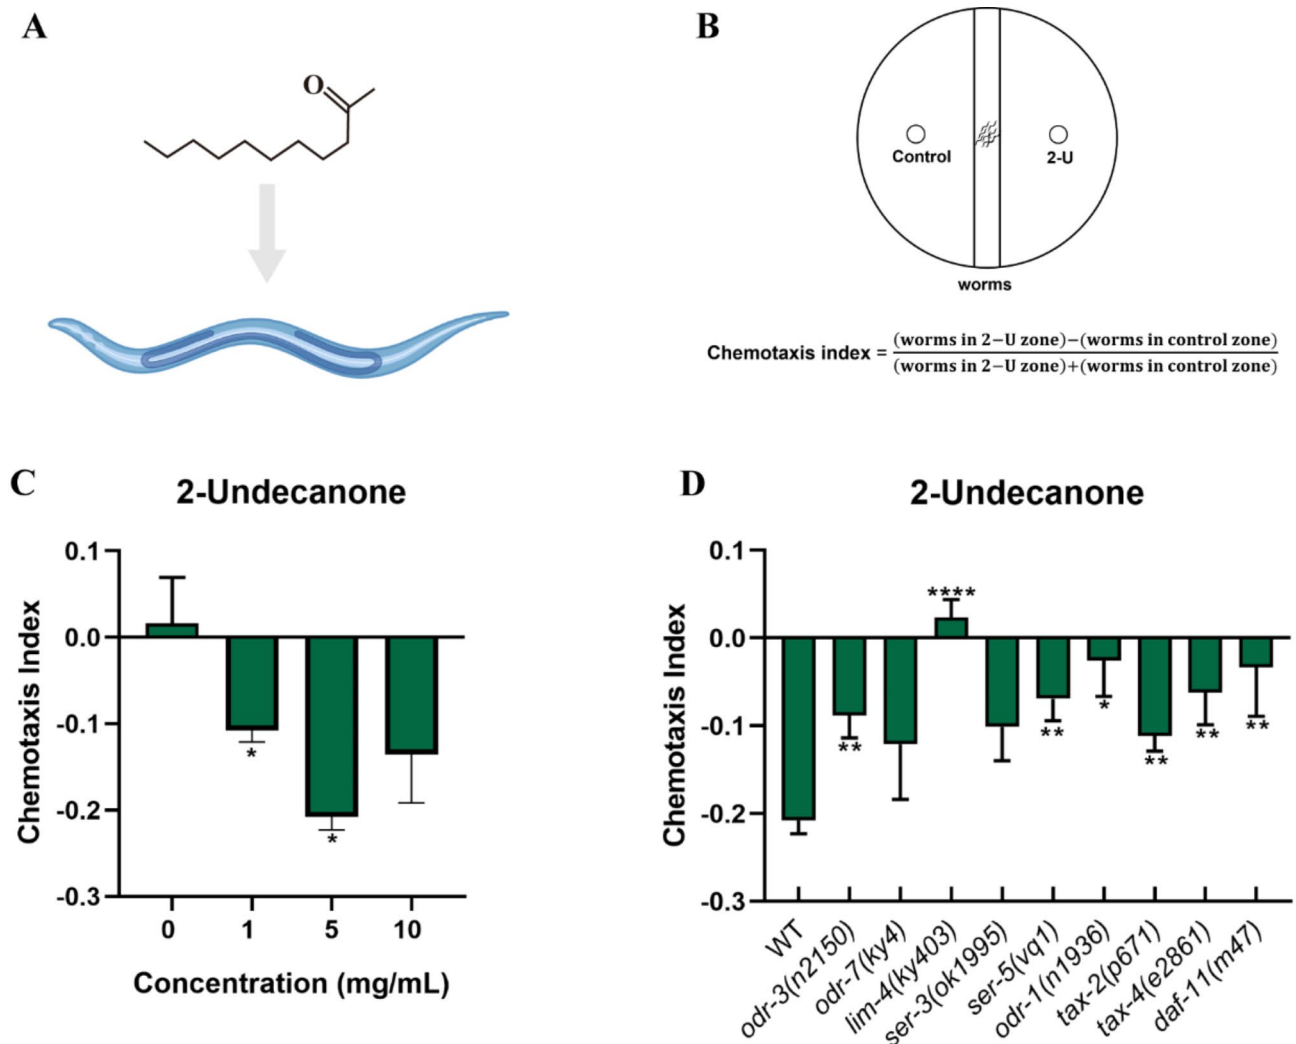 A
O
B
Control
2-U
worms
Chemotaxis index = (worms in 2−U zone)−(worms in control zone)
(worms in 2−U zone)+(worms in control zone)
C
2-Undecanone
Chemotaxis Index
0.1
0.0
-0.1
-0.2
-0.3
*
*
0 1 5 10
Concentration (mg/mL)
D
2-Undecanone
Chemotaxis Index
0.1
0.0
-0.1
-0.2
-0.3
**
****
**
*
**
**
**
WT
odr-3(n2150)
odr-7(ky4)
lim-4(ky403)
ser-3(ok1995)
ser-5(vq1)
odr-1(n1936)
tax-2(p671)
tax-4(e2861)
daf-11(m47)